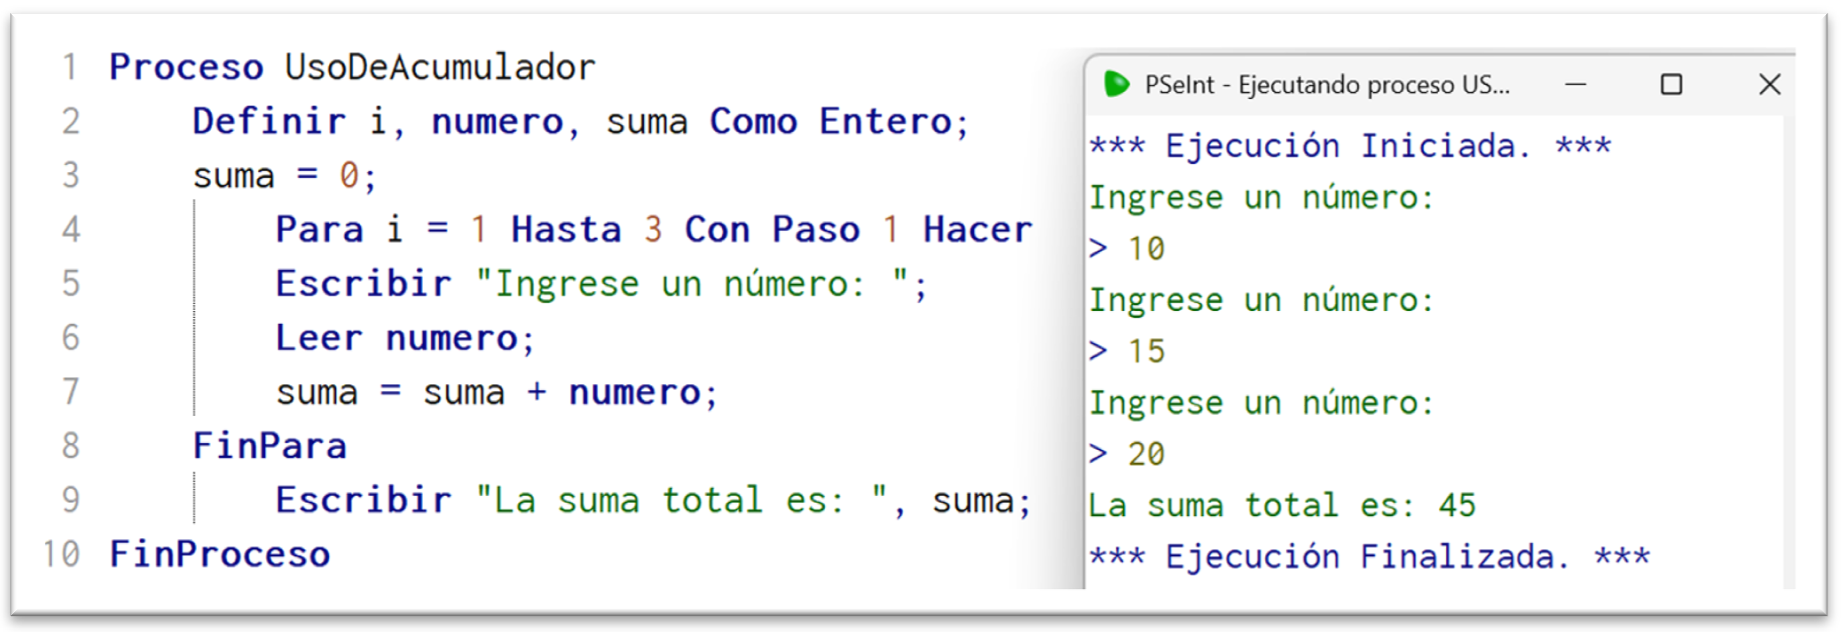 1 Proceso UsoDeAcumulador
2 Definir i, numero, suma Como Entero;
3 suma = 0;
4 Para i = 1 Hasta 3 Con Paso 1 Hacer
5 Escribir "Ingrese un número: ";
6 Leer numero;
7 suma = suma + numero;
8 FinPara
9 Escribir "La suma total es: ", suma;
10 FinProceso
PSeInt - Ejecutando proceso US...
*** Ejecución Iniciada. ***
Ingrese un número:
> 10
Ingrese un número:
> 15
Ingrese un número:
> 20
La suma total es: 45
*** Ejecución Finalizada. ***